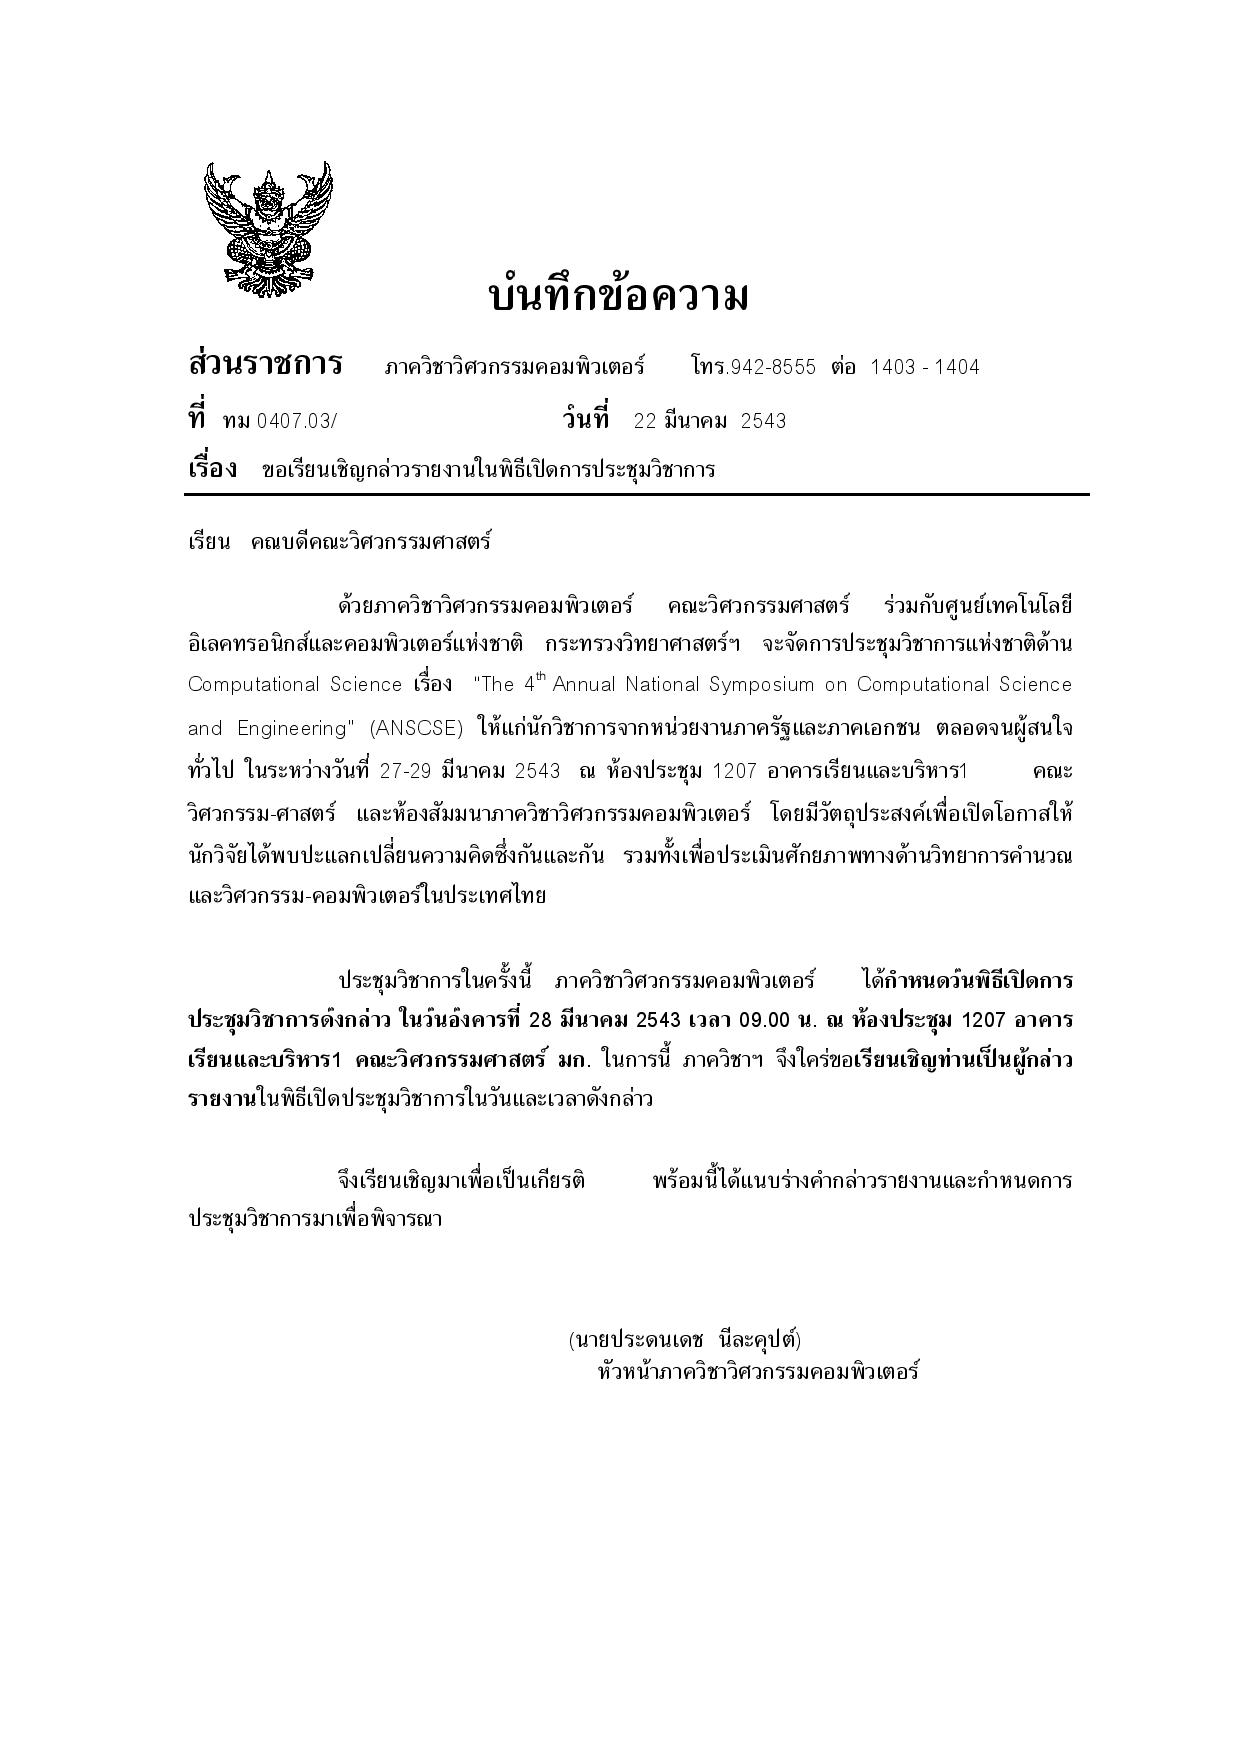 บันทึกข้อความ
ส่วนราชการ ภาควิชาวิศวกรรมคอมพิวเตอร์ โทร.942-8555 ต่อ 1403 - 1404
ที่ ทม 0407.03/ วันที่ 22 มีนาคม 2543
เรื่อง ขอเรียนเชิญกล่าวรายงานในพิธีเปิดการประชุมวิชาการ
เรียน คณบดีคณะวิศวกรรมศาสตร์
ด้วยภาควิชาวิศวกรรมคอมพิวเตอร์ คณะวิศวกรรมศาสตร์ ร่วมกับศูนย์เทคโนโลยี
อิเลคทรอนิกส์และคอมพิวเตอร์แห่งชาติ กระทรวงวิทยาศาสตร์ฯ จะจัดการประชุมวิชาการแห่งชาติด้าน
Computational Science เรื่อง "The 4th Annual National Symposium on Computational Science
and Engineering" (ANSCSE) ให้แก่นักวิชาการจากหน่วยงานภาครัฐและภาคเอกชน ตลอดจนผู้สนใจ
ทั่วไป ในระหว่างวันที่ 27-29 มีนาคม 2543 ณ ห้องประชุม 1207 อาคารเรียนและบริหาร1 คณะ
วิศวกรรม-ศาสตร์ และห้องสัมมนาภาควิชาวิศวกรรมคอมพิวเตอร์ โดยมีวัตถุประสงค์เพื่อเปิดโอกาสให้
นักวิจัยได้พบปะแลกเปลี่ยนความคิดซึ่งกันและกัน รวมทั้งเพื่อประเมินศักยภาพทางด้านวิทยาการคำนวณ
และวิศวกรรม-คอมพิวเตอร์ในประเทศไทย
ประชุมวิชาการในครั้งนี้ ภาควิชาวิศวกรรมคอมพิวเตอร์ ได้กำหนดวันพิธีเปิดการ
ประชุมวิชาการดังกล่าว ในวันอังคารที่ 28 มีนาคม 2543 เวลา 09.00 น. ณ ห้องประชุม 1207 อาคาร
เรียนและบริหาร1 คณะวิศวกรรมศาสตร์ มก. ในการนี้ ภาควิชาฯ จึงใคร่ขอเรียนเชิญท่านเป็นผู้กล่าว
รายงานในพิธีเปิดประชุมวิชาการในวันและเวลาดังกล่าว
จึงเรียนเชิญมาเพื่อเป็นเกียรติ พร้อมนี้ได้แนบร่างคำกล่าวรายงานและกำหนดการ
ประชุมวิชาการมาเพื่อพิจารณา
(นายประดนเดช นีละคุปต์)
หัวหน้าภาควิชาวิศวกรรมคอมพิวเตอร์